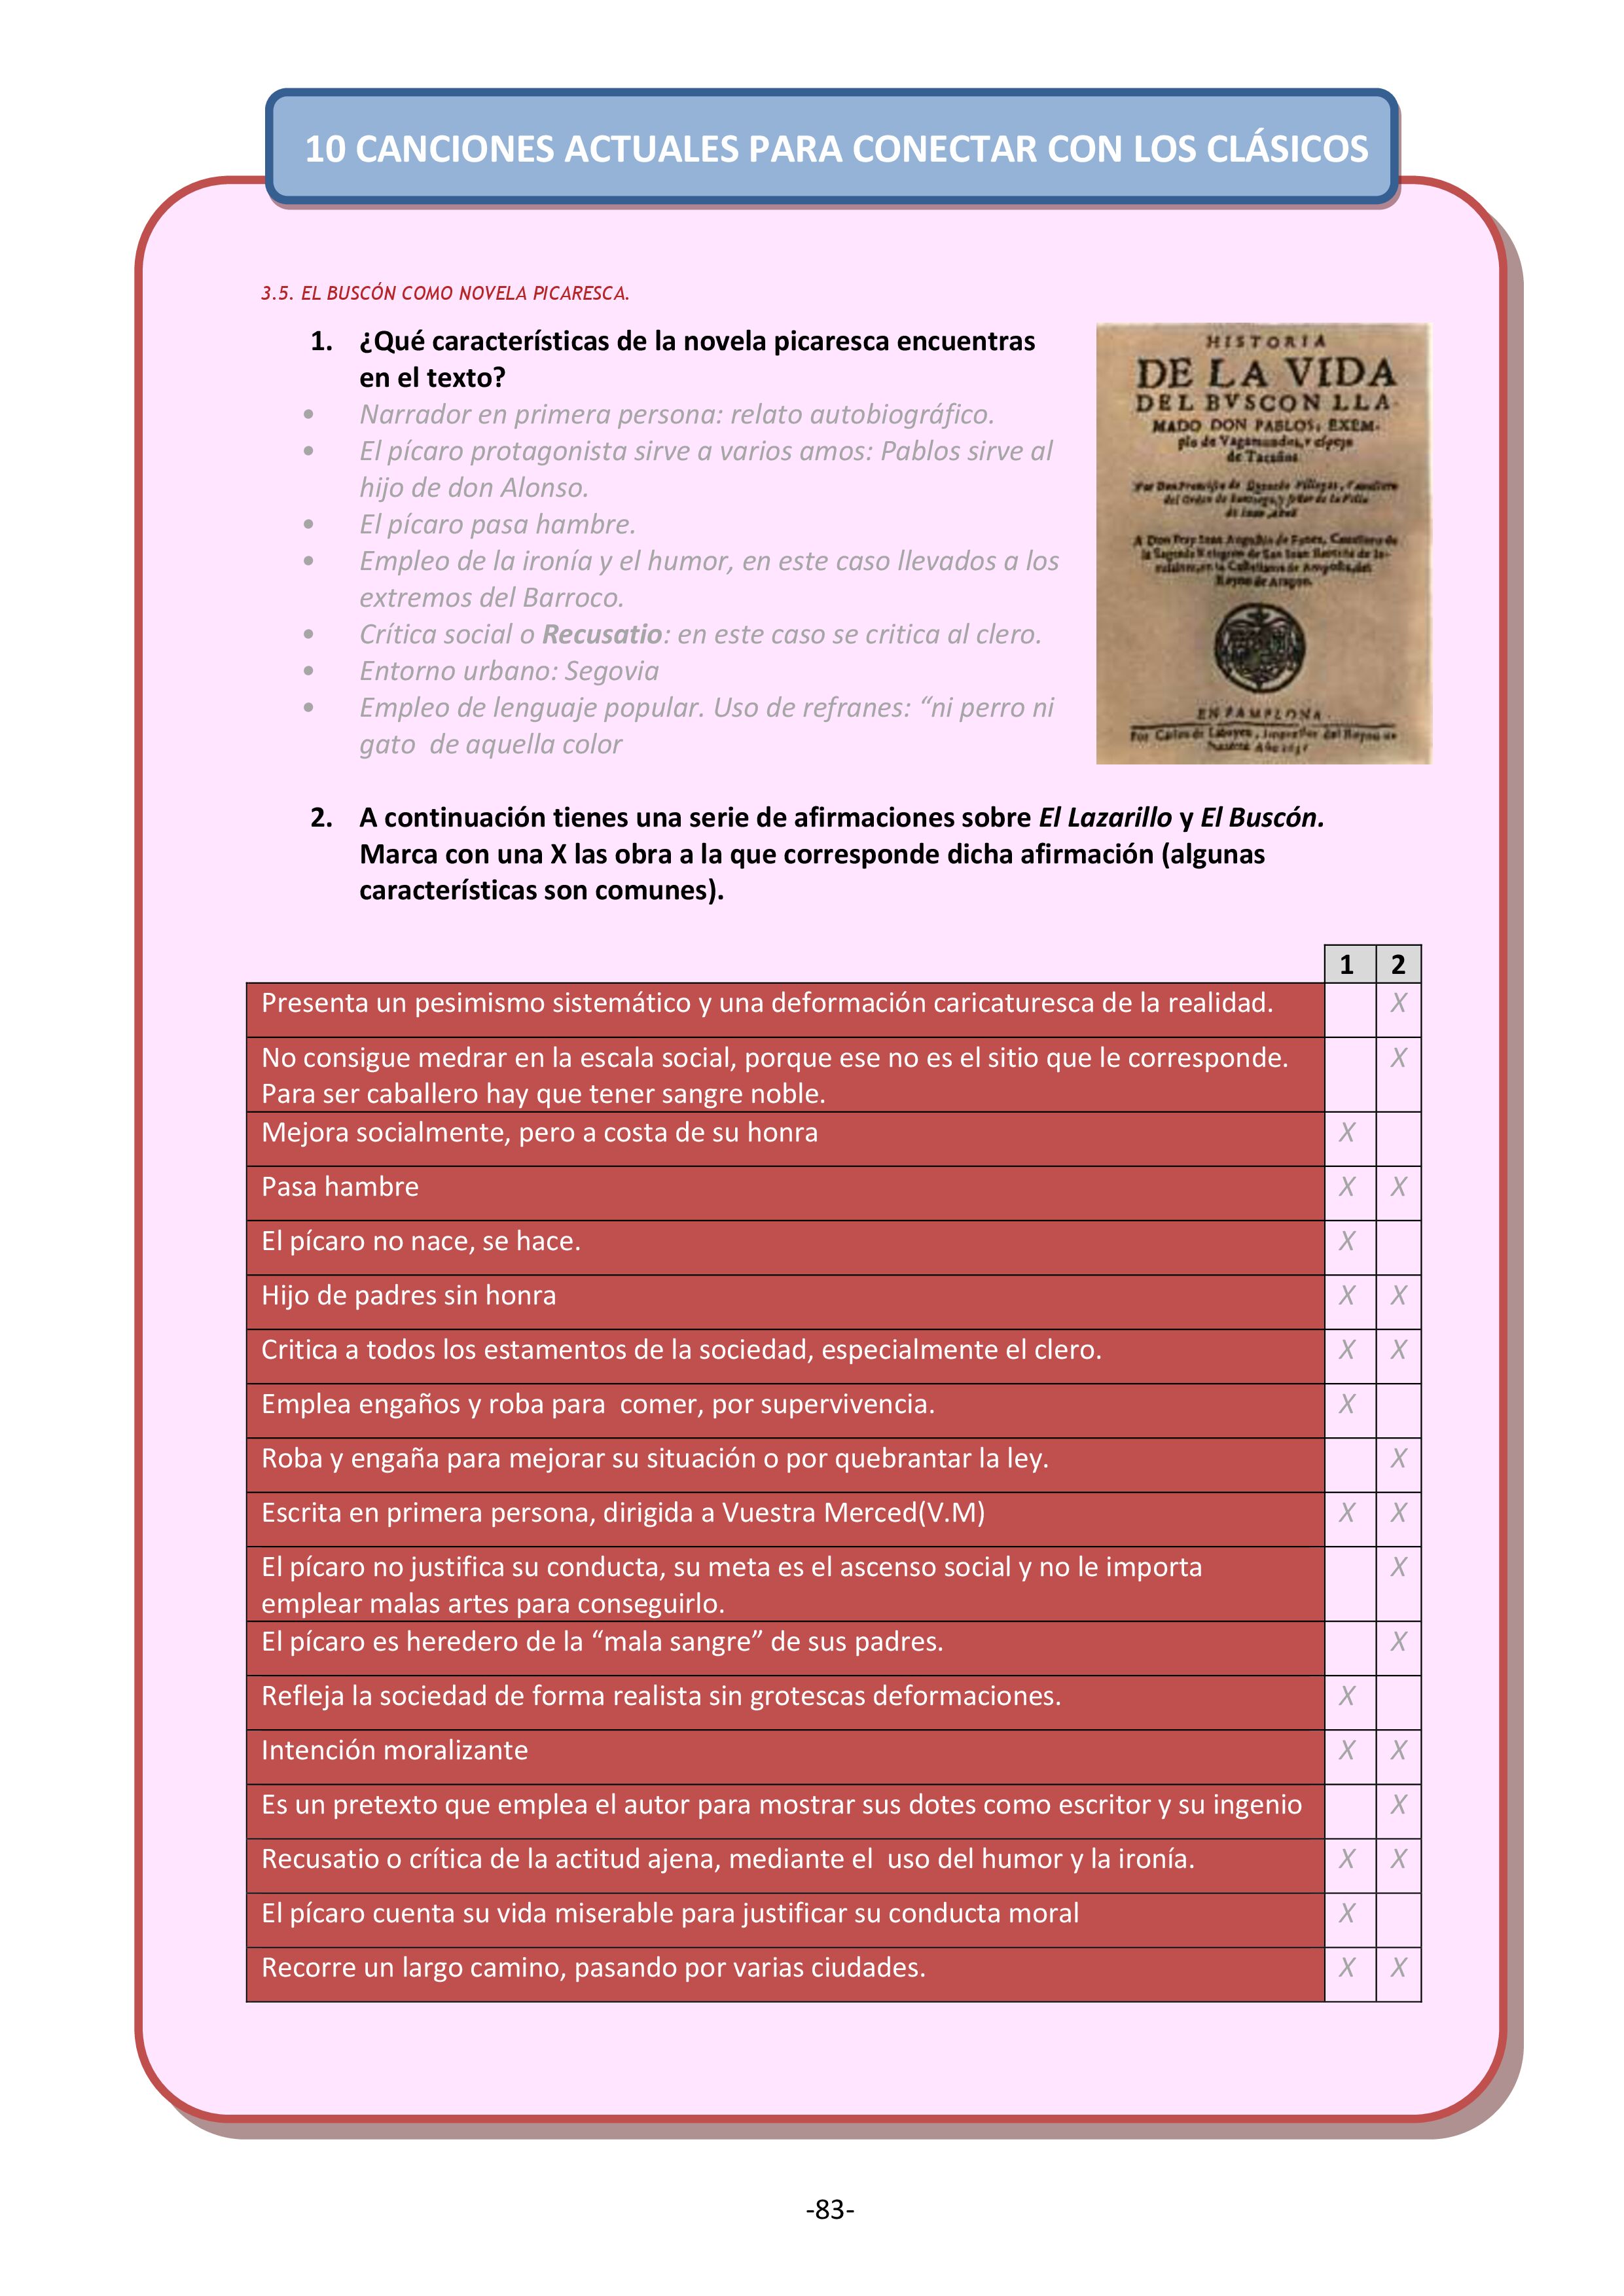 10 CANCIONES ACTUALES PARA CONECTAR CON LOS CLÁSICOS
3.5. EL BUSCÓN COMO NOVELA PICARESCA.
1. ¿Qué características de la novela picaresca encuentras
en el texto?
• Narrador en primera persona: relato autobiográfico.
• El pícaro protagonista sirve a varios amos: Pablos sirve al
hijo de don Alonso.
• El pícaro pasa hambre.
• Empleo de la ironía y el humor, en este caso llevados a los
extremos del Barroco.
• Crítica social o Recusatio: en este caso se critica al clero.
• Entorno urbano: Segovia
• Empleo de lenguaje popular. Uso de refranes: “ni perro ni
gato de aquella color
HISTORIA
DE LA VIDA
DEL BVSCON LLA-
MADO DON PABLOS, EXEM-
plo de Vagamundos, y espejo
de Tacaños
EN PAMPLONA
2. A continuación tienes una serie de afirmaciones sobre El Lazarillo y El Buscón.
Marca con una X las obra a la que corresponde dicha afirmación (algunas
características son comunes).
1 2
Presenta un pesimismo sistemático y una deformación caricaturesca de la realidad. X
No consigue medrar en la escala social, porque ese no es el sitio que le corresponde. X
Para ser caballero hay que tener sangre noble.
Mejora socialmente, pero a costa de su honra X
Pasa hambre X X
El pícaro no nace, se hace. X
Hijo de padres sin honra X X
Critica a todos los estamentos de la sociedad, especialmente el clero. X X
Emplea engaños y roba para comer, por supervivencia. X
Roba y engaña para mejorar su situación o por quebrantar la ley. X
Escrita en primera persona, dirigida a Vuestra Merced(V.M) X X
El pícaro no justifica su conducta, su meta es el ascenso social y no le importa X
emplear malas artes para conseguirlo.
El pícaro es heredero de la “mala sangre” de sus padres. X
Refleja la sociedad de forma realista sin grotescas deformaciones. X
Intención moralizante X X
Es un pretexto que emplea el autor para mostrar sus dotes como escritor y su ingenio X
Recusatio o crítica de la actitud ajena, mediante el uso del humor y la ironía. X X
El pícaro cuenta su vida miserable para justificar su conducta moral X
Recorre un largo camino, pasando por varias ciudades. X X
-83-